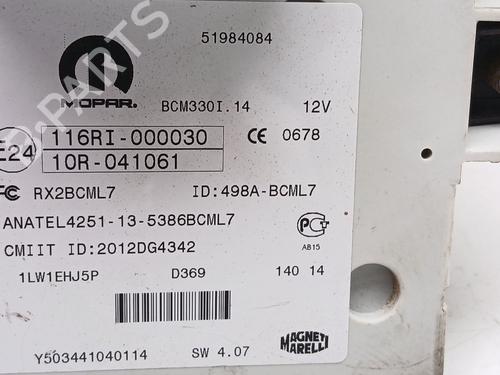 51984084
MOPAR.
BCM330I.14 12V
E24 116RI-000030
10R-041061
CE 0678
FC RX2BCML7 ID:498A-BCML7
ANATEL4251-13-5386BCML7
CMIIT ID:2012DG4342
AB15
1LW1EHJ5P D369 140 14
MAGNETI
MARELLI
Y503441040114 SW 4.07
B-PARTS